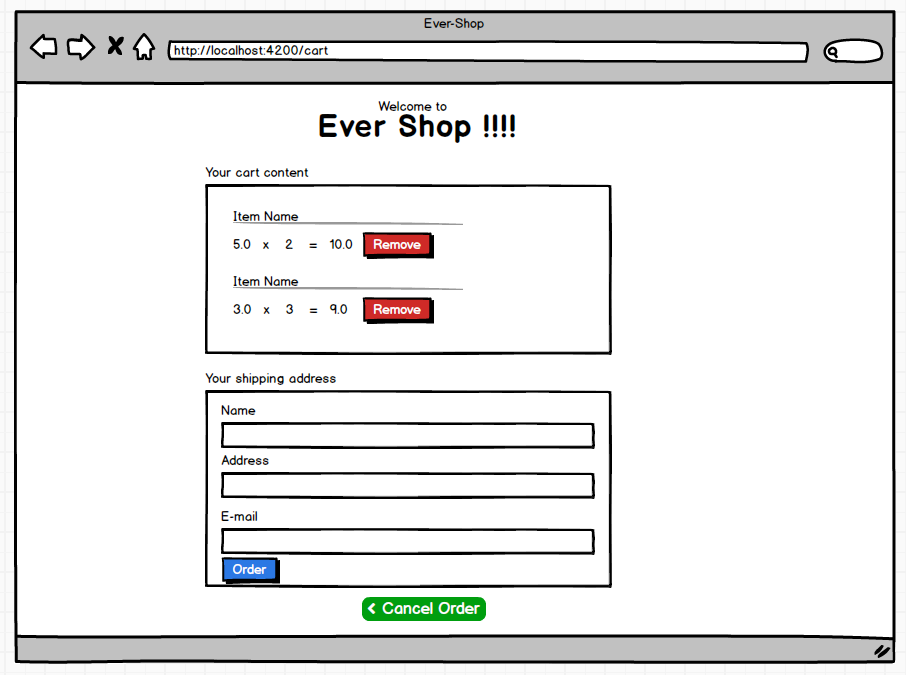 Ever-Shop
http://localhost:4200/cart
Welcome to
Ever Shop !!!!
Your cart content
Item Name
5.0 x 2 = 10.0 Remove
Item Name
3.0 x 3 = 9.0 Remove
Your shipping address
Name
Address
E-mail
Order
Cancel Order